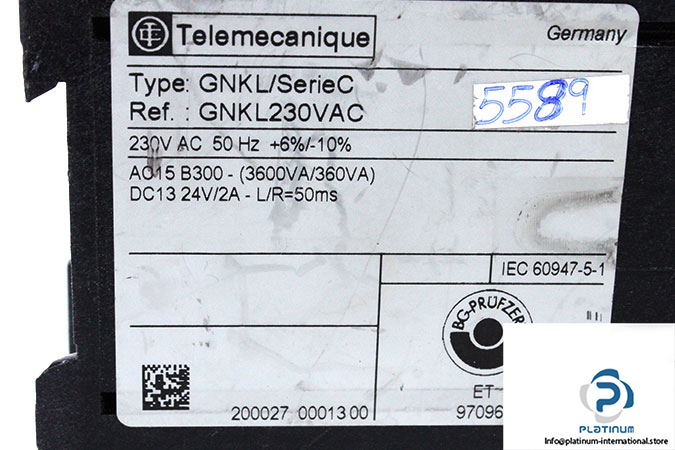 Telemecanique
Germany
Type: GNKL/SerieC
Ref. : GNKL230VAC
5589
230V AC 50 Hz +6%/-10%
AC15 B300 - (3600VA/360VA)
DC13 24V/2A - L/R=50ms
IEC 60947-5-1
BG-PRÜFZER
ET
97096
200027 00013 00
PLATINUM
Info@platinum-international.store